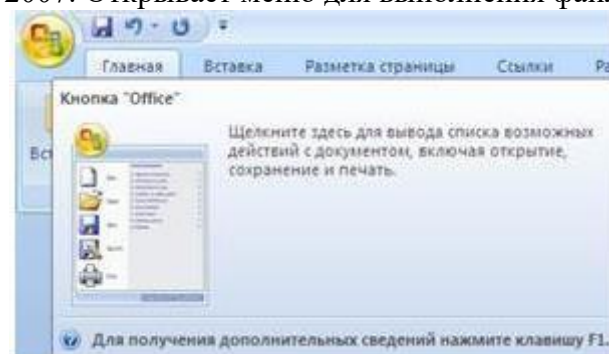 2007. Открывает меню для выполнения
Главная Вставка Разметка страницы Ссылки
Кнопка "Office"
Щелкните здесь для вывода списка возможных
действий с документом, включая открытие,
сохранение и печать.
Для получения дополнительных сведений нажмите клавишу F1.